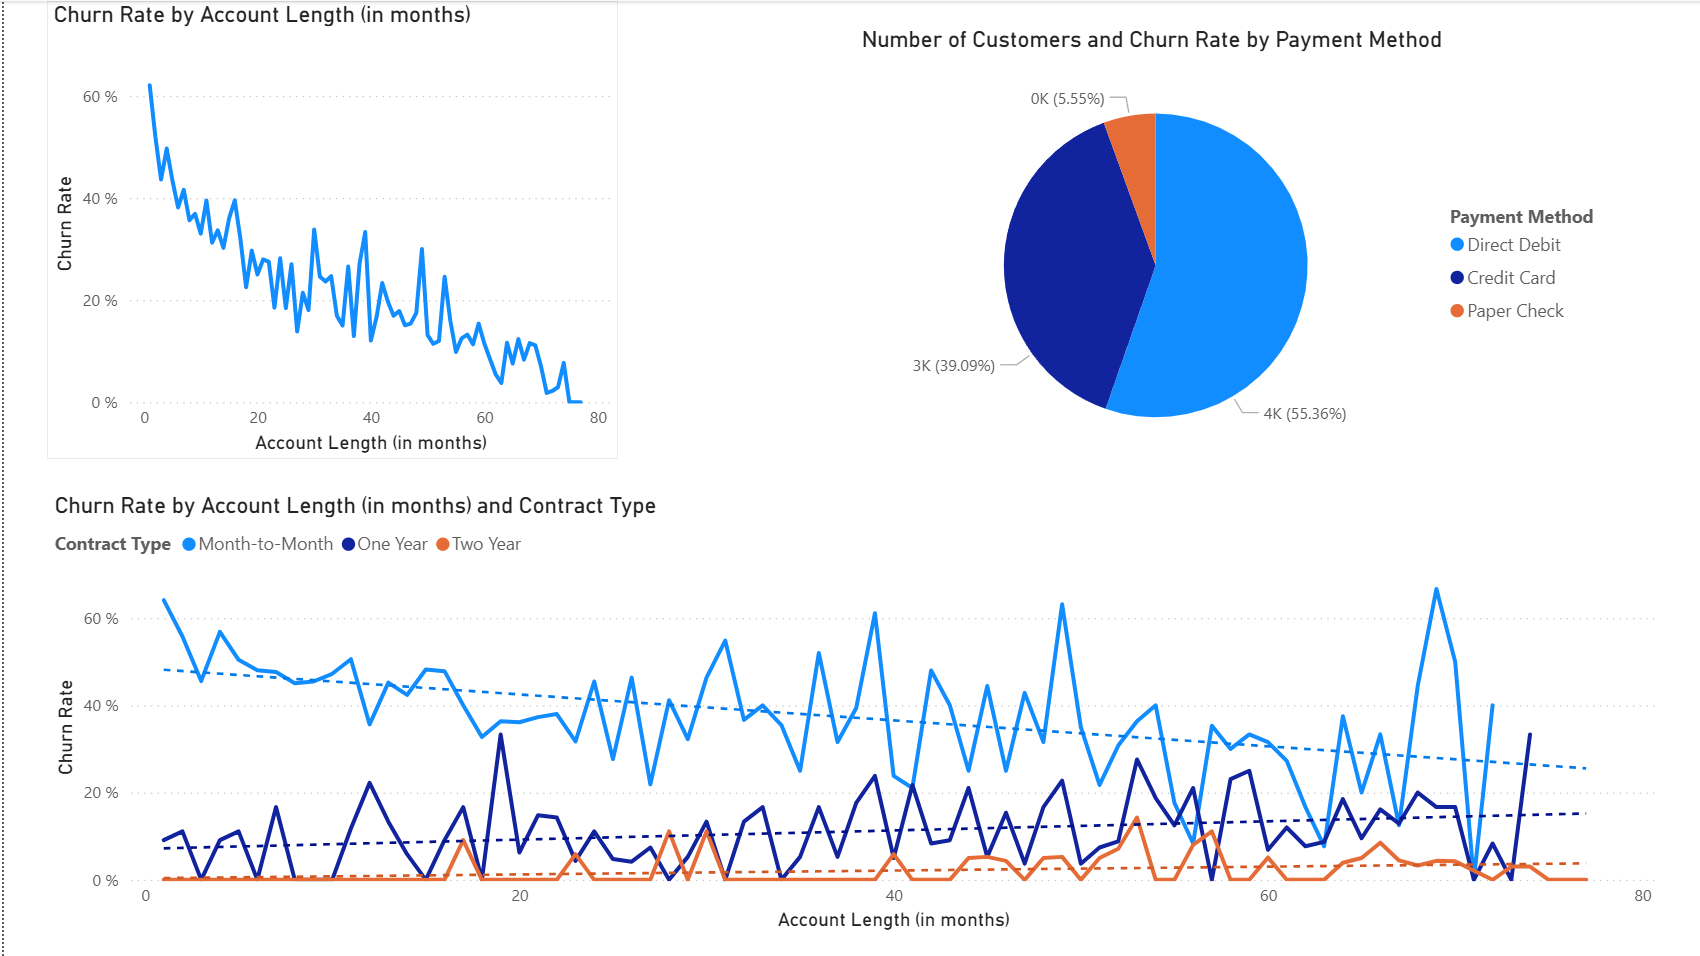 Churn Rate by Account Length (in months)
60 %
40 %
20 %
0 %
Churn Rate
0 20 40 60 80
Account Length (in months)
Number of Customers and Churn Rate by Payment Method
0K (5.55%)
3K (39.09%)
4K (55.36%)
Payment Method
Direct Debit
Credit Card
Paper Check
Churn Rate by Account Length (in months) and Contract Type
Contract Type Month-to-Month One Year Two Year
60 %
40 %
20 %
0 %
Churn Rate
0 20 40 60 80
Account Length (in months)